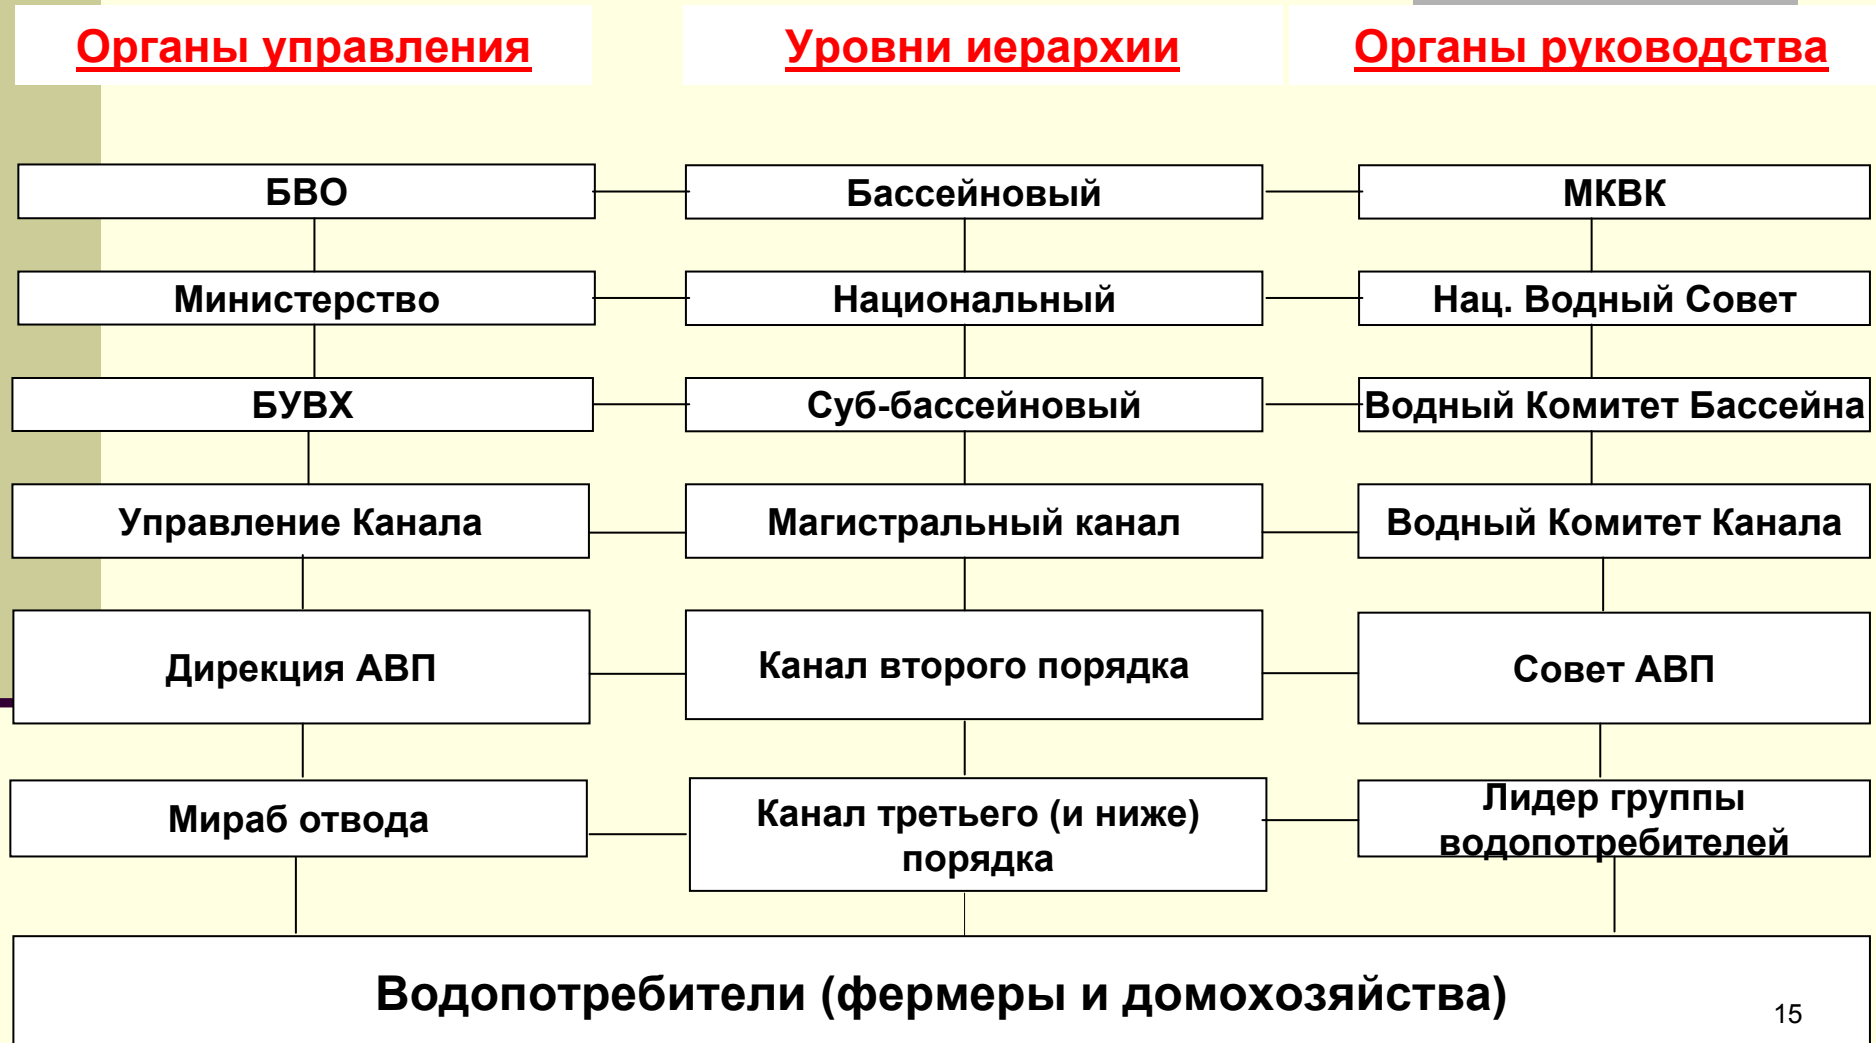 Органы управления
Уровни иерархии
Органы руководства
БВО
Бассейновый
МКВК
Министерство
Национальный
Нац. Водный Совет
БУВХ
Суб-бассейновый
Водный Комитет Бассейна
Управление Канала
Магистральный канал
Водный Комитет Канала
Дирекция АВП
Канал второго порядка
Совет АВП
Мираб отвода
Канал третьего (и ниже)
порядка
Лидер группы
водопотребителей
Водопотребители (фермеры и домохозяйства)
15